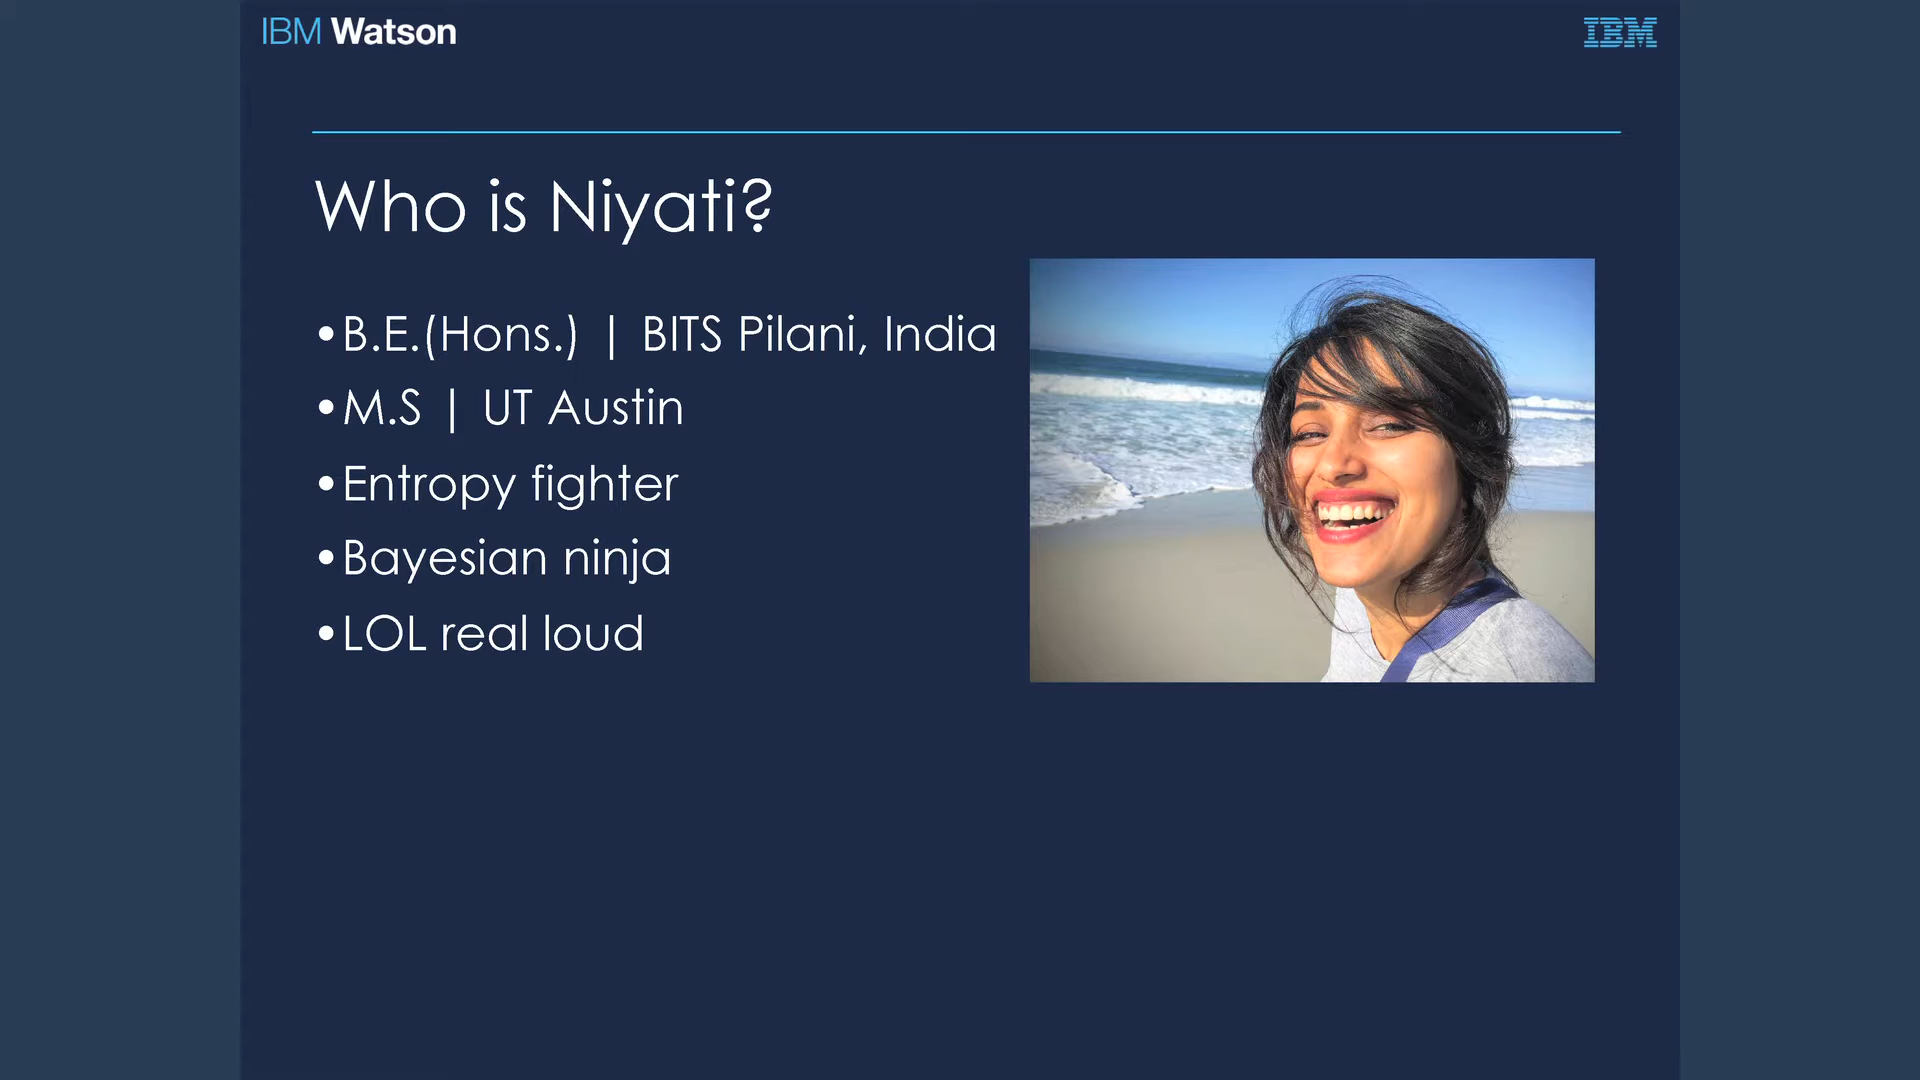 IBM Watson
IBM
Who is Niyati?
•B.E.(Hons.) | BITS Pilani, India
•M.S | UT Austin
•Entropy fighter
•Bayesian ninja
•LOL real loud